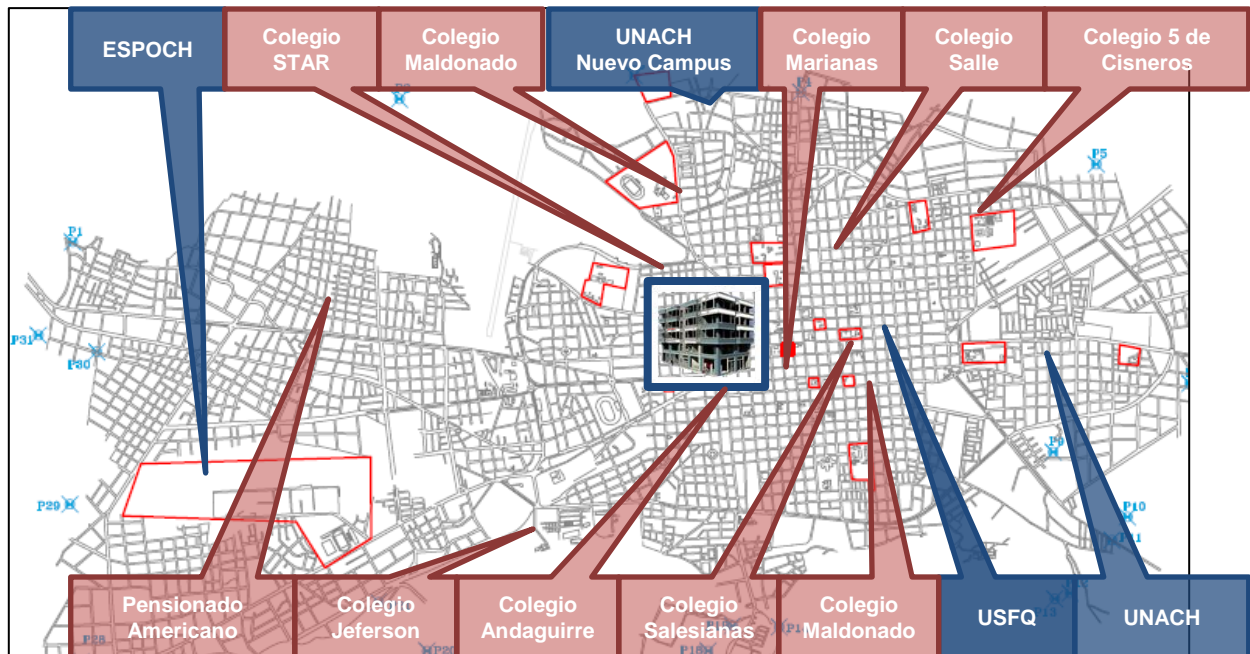 ESPOCH
Colegio
STAR
Colegio
Maldonado
UNACH
Nuevo Campus
Colegio
Marianas
Colegio
Salle
Colegio 5 de
Cisneros
P5
P1
P31
P30
P29
P10
Pensionado
Americano
Colegio
Jeferson
Colegio
Andaguirre
Colegio
Salesianas
Colegio
Maldonado
USFQ
UNACH